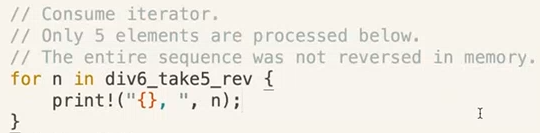 // Consume iterator.
// Only 5 elements are processed below.
// The entire sequence was not reversed in memory.
for n in div6_take5_rev {
    print!("{}, ", n);
}